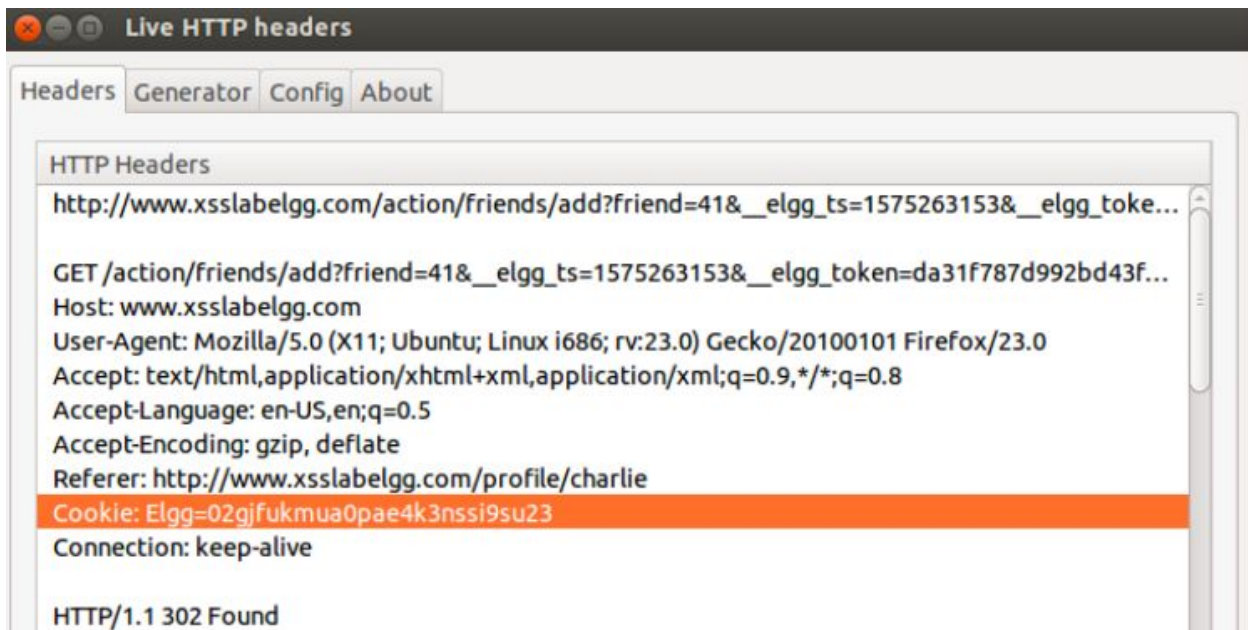 Live HTTP headers
Headers Generator Config About
HTTP Headers
http://www.xsslabelgg.com/action/friends/add?friend=41&__elgg_ts=1575263153&__elgg_toke...
GET /action/friends/add?friend=41&__elgg_ts=1575263153&__elgg_token=da31f787d992bd43f...
Host: www.xsslabelgg.com
User-Agent: Mozilla/5.0 (X11; Ubuntu; Linux i686; rv:23.0) Gecko/20100101 Firefox/23.0
Accept: text/html,application/xhtml+xml,application/xml;q=0.9,*/*;q=0.8
Accept-Language: en-US,en;q=0.5
Accept-Encoding: gzip, deflate
Referer: http://www.xsslabelgg.com/profile/charlie
Cookie: Elgg=02gjfukmua0pae4k3nssi9su23
Connection: keep-alive
HTTP/1.1 302 Found